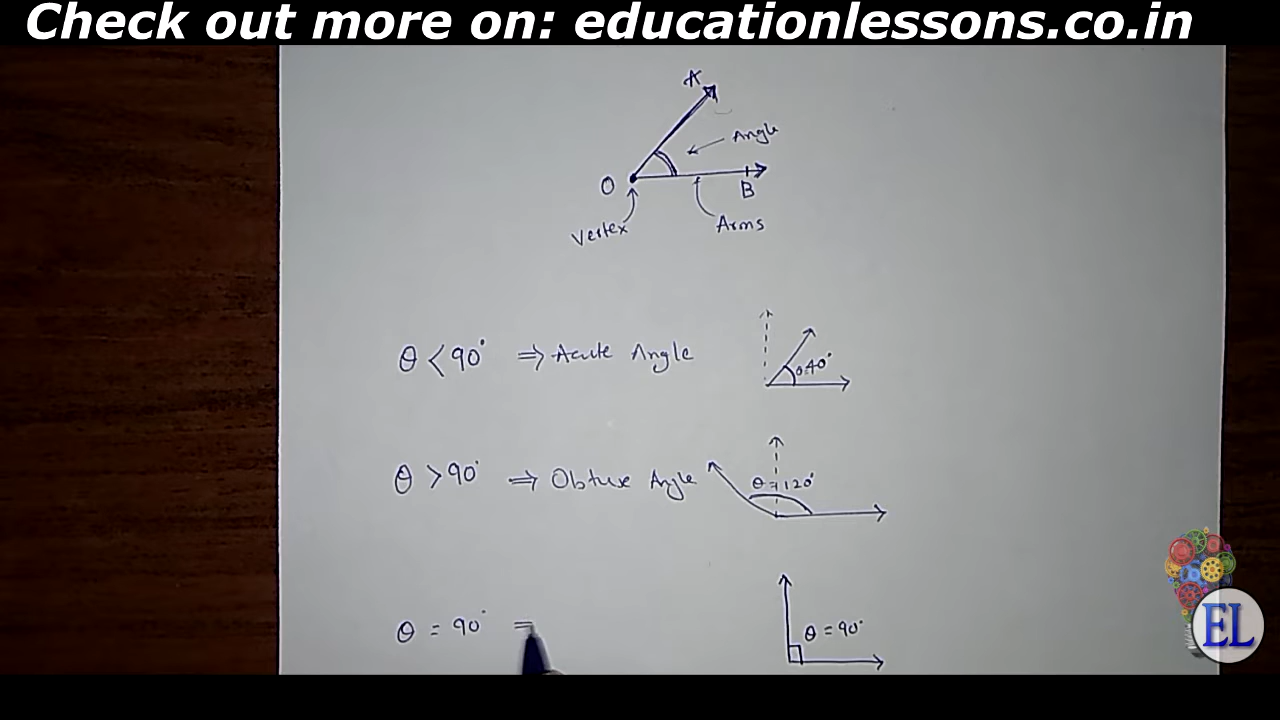 Check out more on: educationlessons.co.in
A
Angle
O
B
Vertex
Arms
θ < 90° ⇒ Acute Angle
θ=40°
θ > 90° ⇒ Obtuse Angle
θ = 120°
θ = 90° =
θ = 90°
EL